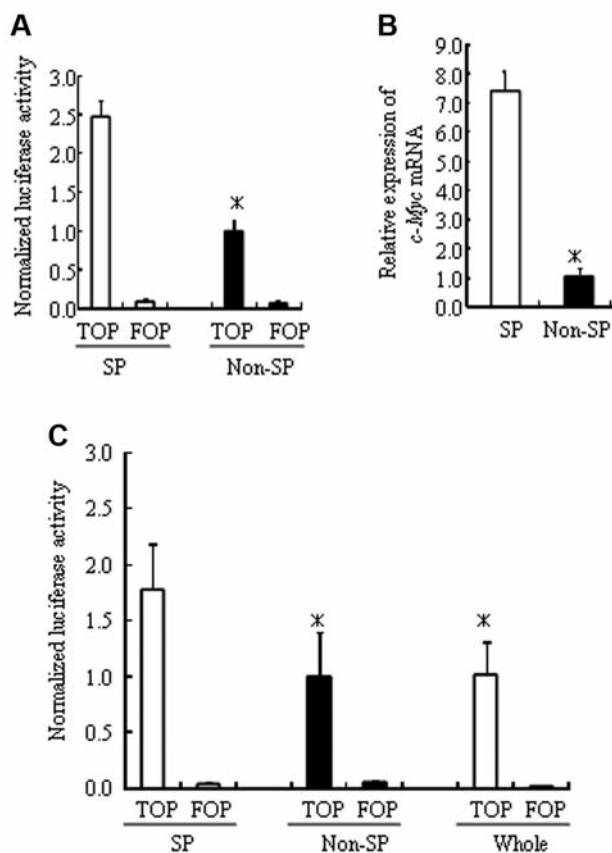 A
Normalized luciferase activity
3.0
2.5
2.0
1.5
1.0
0.5
0.0
*
TOP FOP TOP FOP
SP Non-SP
B
Relative expression of
c-Myc mRNA
9.0
8.0
7.0
6.0
5.0
4.0
3.0
2.0
1.0
0.0
*
SP Non-SP
C
Normalized luciferase activity
3.0
2.5
2.0
1.5
1.0
0.5
0.0
* *
TOP FOP TOP FOP TOP FOP
SP Non-SP Whole